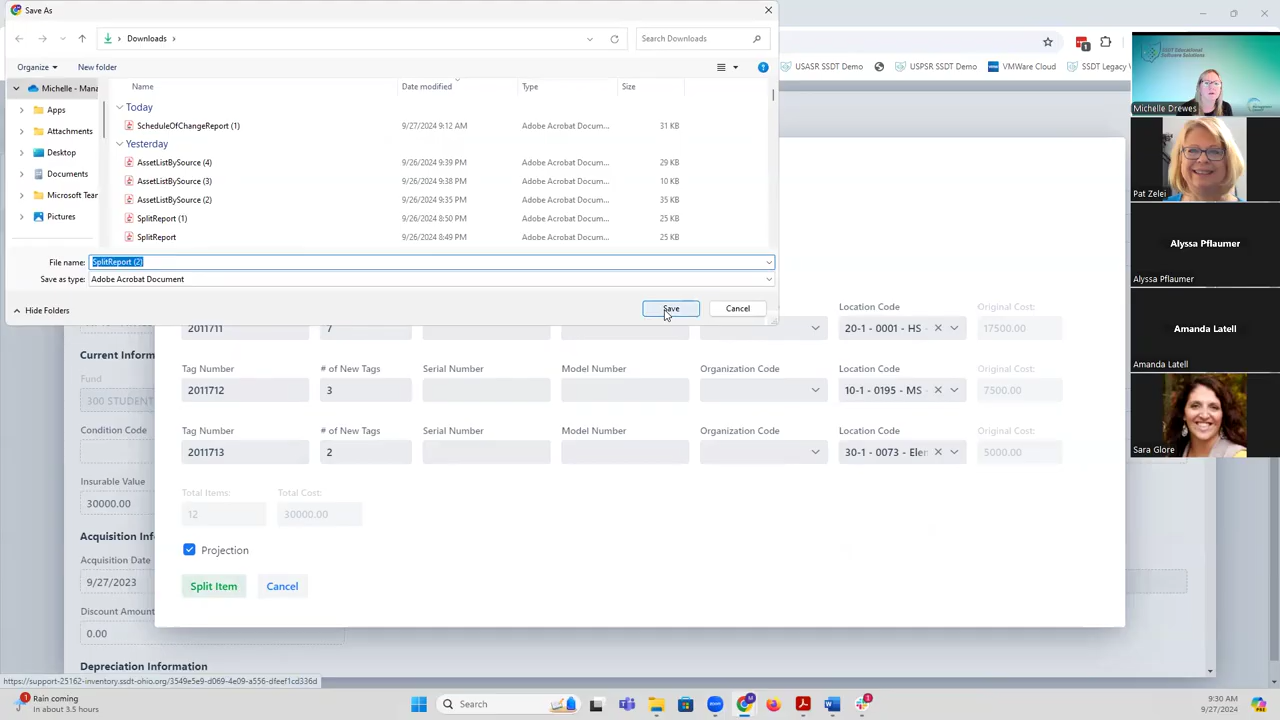 Save As
Downloads
Search Downloads
Organize
New folder
Michelle - Mana
Apps
Attachments
Desktop
Documents
Microsoft Tear
Pictures
Name
Date modified
Type
Size
Today
ScheduleOfChangeReport (1)
9/27/2024 9:12 AM
Adobe Acrobat Docum...
31 KB
Yesterday
AssetListBySource (4)
9/26/2024 9:39 PM
Adobe Acrobat Docum...
29 KB
AssetListBySource (3)
9/26/2024 9:38 PM
Adobe Acrobat Docum...
10 KB
AssetListBySource (2)
9/26/2024 9:35 PM
Adobe Acrobat Docum...
35 KB
SplitReport (1)
9/26/2024 8:50 PM
Adobe Acrobat Docum...
25 KB
SplitReport
9/26/2024 8:49 PM
Adobe Acrobat Docum...
25 KB
File name:
SplitReport (2)
Save as type:
Adobe Acrobat Document
Hide Folders
Save
Cancel
USASR SSDT Demo
USPSR SSDT Demo
VMWare Cloud
SSDT Legacy
SSDT Educational
Software Solutions
Michelle Drewes
Pat Zelei
Alyssa Pflaumer
Alyssa Pflaumer
Amanda Latell
Amanda Latell
Sara Glore
Current Inform
Fund
300 STUDENT
Condition Code
Insurable Value
30000.00
Acquisition Inf
Acquisition Date
9/27/2023
Discount Amount
0.00
Depreciation Information
Location Code
Original Cost:
2011711
7
20-1 - 0001 - HS
17500.00
Tag Number
# of New Tags
Serial Number
Model Number
Organization Code
Location Code
Original Cost:
2011712
3
10-1 - 0195 - MS
7500.00
Tag Number
# of New Tags
Serial Number
Model Number
Organization Code
Location Code
Original Cost:
2011713
2
30-1 - 0073 - Elen
5000.00
Total Items:
Total Cost:
12
30000.00
Projection
Split Item
Cancel
https://support-25162-inventory.ssdt-ohio.org/3549e5e9-d069-4e09-a556-dfeef1cd336d
Rain coming
In about 3.5 hours
Search
9:30 AM
9/27/2024